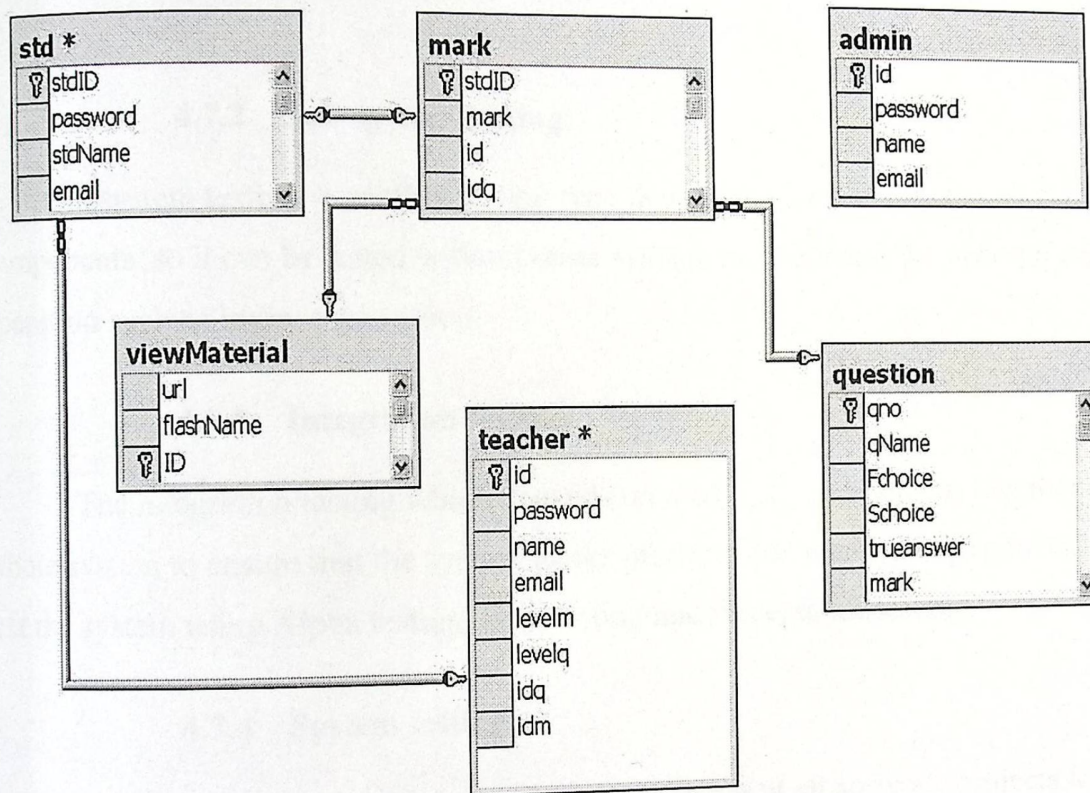 std *
stdID
password
stdName
email
mark
stdID
mark
id
idq
admin
id
password
name
email
viewMaterial
url
flashName
ID
teacher *
id
password
name
email
levelm
levelq
idq
idm
question
qno
qName
Fchoice
Schoice
trueanswer
mark